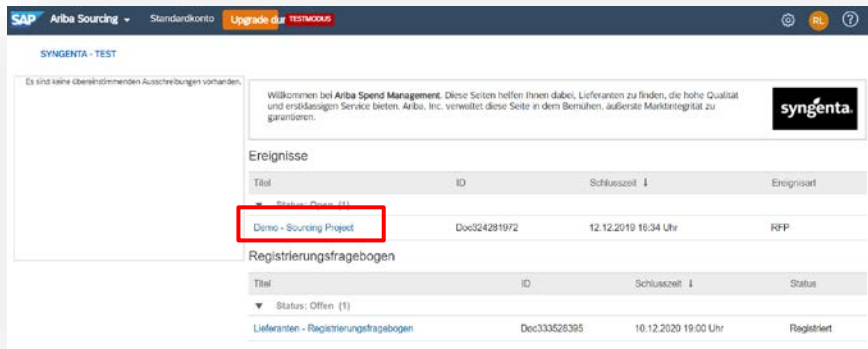 SAP Ariba Sourcing Standardkonto Upgrade dur TESTMODUS RL ?
SYNGENTA - TEST
Es sind keine übereinstimmenden Ausschreibungen vorhanden.
Willkommen bei Ariba Spend Management. Diese Seiten helfen Ihnen dabei, Lieferanten zu finden, die hohe Qualität
und erstklassigen Service bieten. Ariba, Inc. verwaltet diese Seite in dem Bemühen, äußerste Marktintegrität zu
garantieren.
syngenta
Ereignisse
Titel ID Schlusszeit ↓ Ereignisart
▼ Status: Open (1)
Demo - Sourcing Project Doc324281972 12.12.2019 16:34 Uhr RFP
Registrierungsfragebogen
Titel ID Schlusszeit ↓ Status
▼ Status: Offen (1)
Lieferanten - Registrierungsfragebogen Doc333528395 10.12.2020 19:00 Uhr Registriert